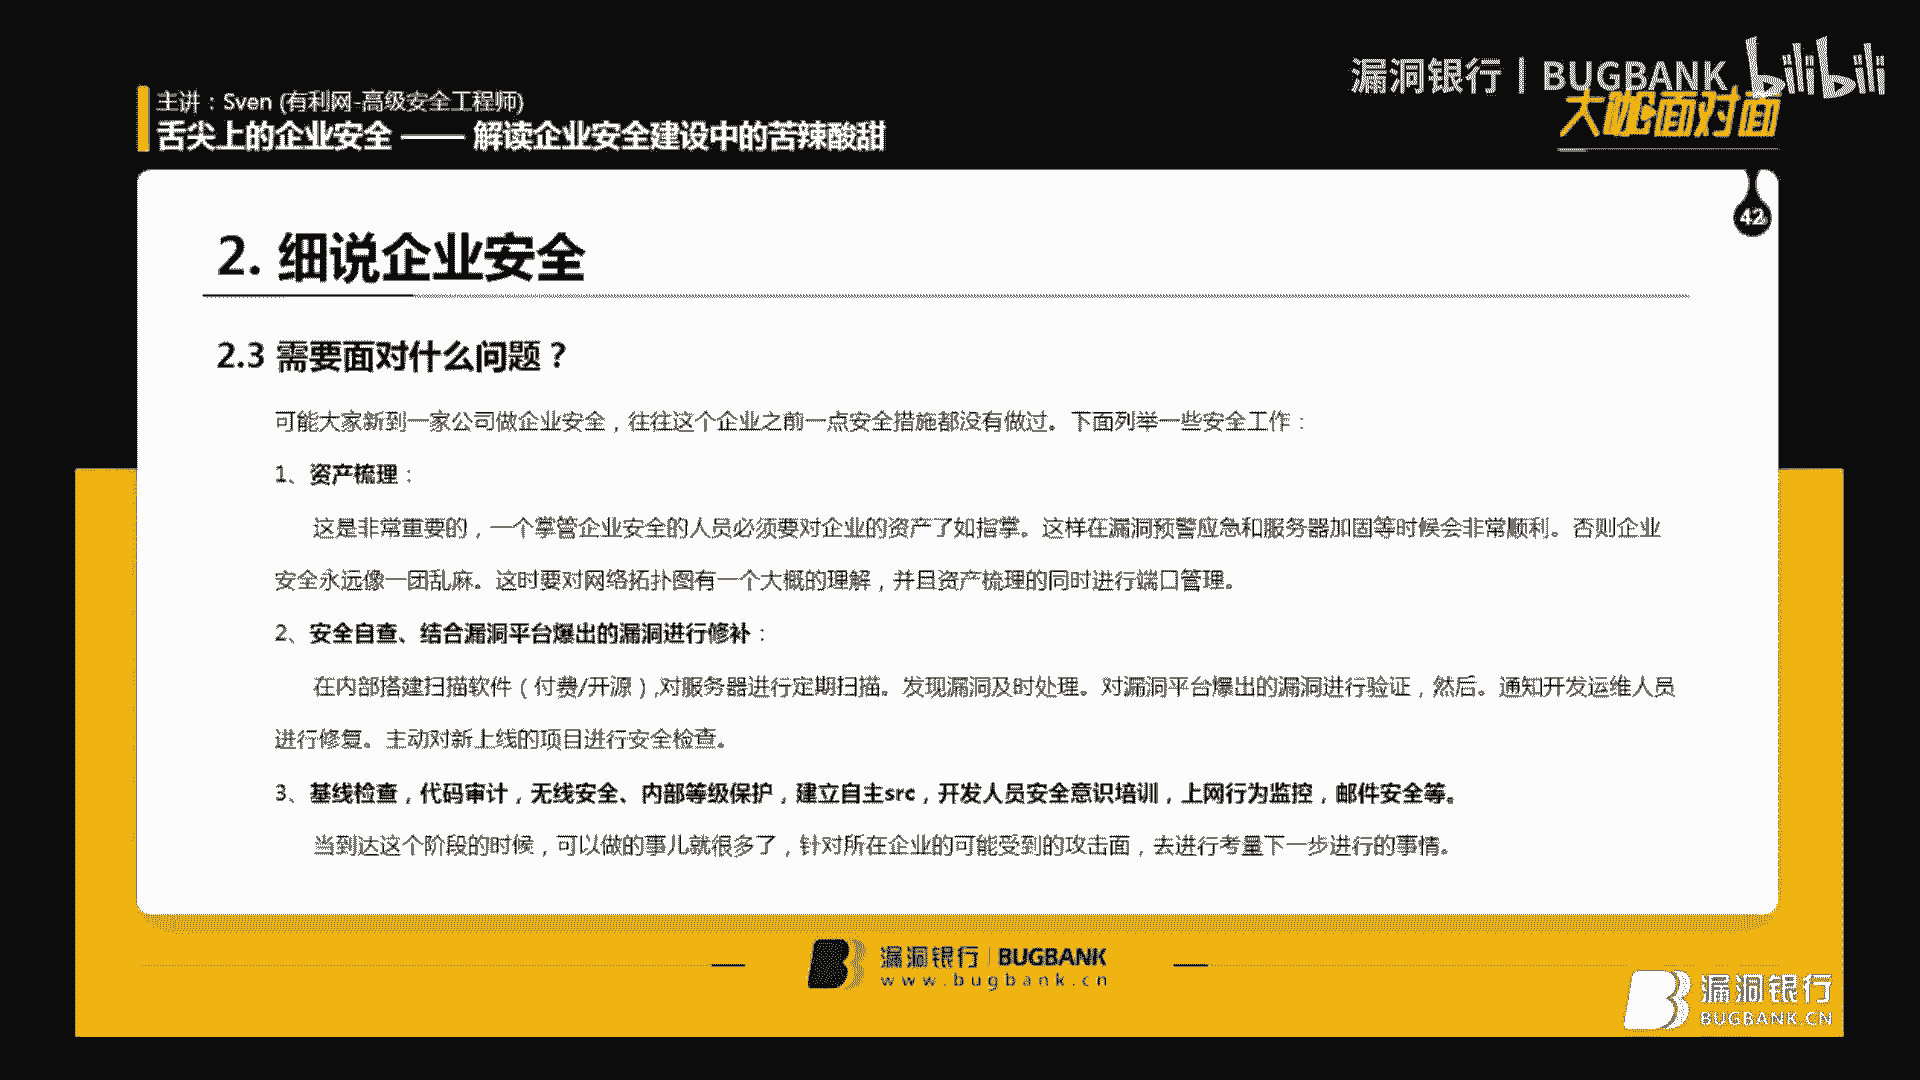 漏洞银行丨BUGBANK bilibili
大咖面对面
主讲：Sven (有利网-高级安全工程师)
舌尖上的企业安全 —— 解读企业安全建设中的苦辣酸甜
42
2. 细说企业安全
2.3 需要面对什么问题？
可能大家新到一家公司做企业安全，往往这个企业之前一点安全措施都没有做过。下面列举一些安全工作：
1、资产梳理：
这是非常重要的，一个掌管企业安全的人员必须要对企业的资产了如指掌。这样在漏洞预警应急和服务器加固等时候会非常顺利。否则企业
安全永远像一团乱麻。这时要对网络拓扑图有一个大概的理解，并且资产梳理的同时进行端口管理。
2、安全自查、结合漏洞平台爆出的漏洞进行修补：
在内部搭建扫描软件（付费/开源）,对服务器进行定期扫描。发现漏洞及时处理。对漏洞平台爆出的漏洞进行验证，然后。通知开发运维人员
进行修复。主动对新上线的项目进行安全检查。
3、基线检查，代码审计，无线安全、内部等级保护，建立自主src，开发人员安全意识培训，上网行为监控，邮件安全等。
当到达这个阶段的时候，可以做的事儿就很多了，针对所在企业的可能受到的攻击面，去进行考量下一步进行的事情。
漏洞银行 | BUGBANK
www.bugbank.cn
漏洞银行
BUGBANK.CN